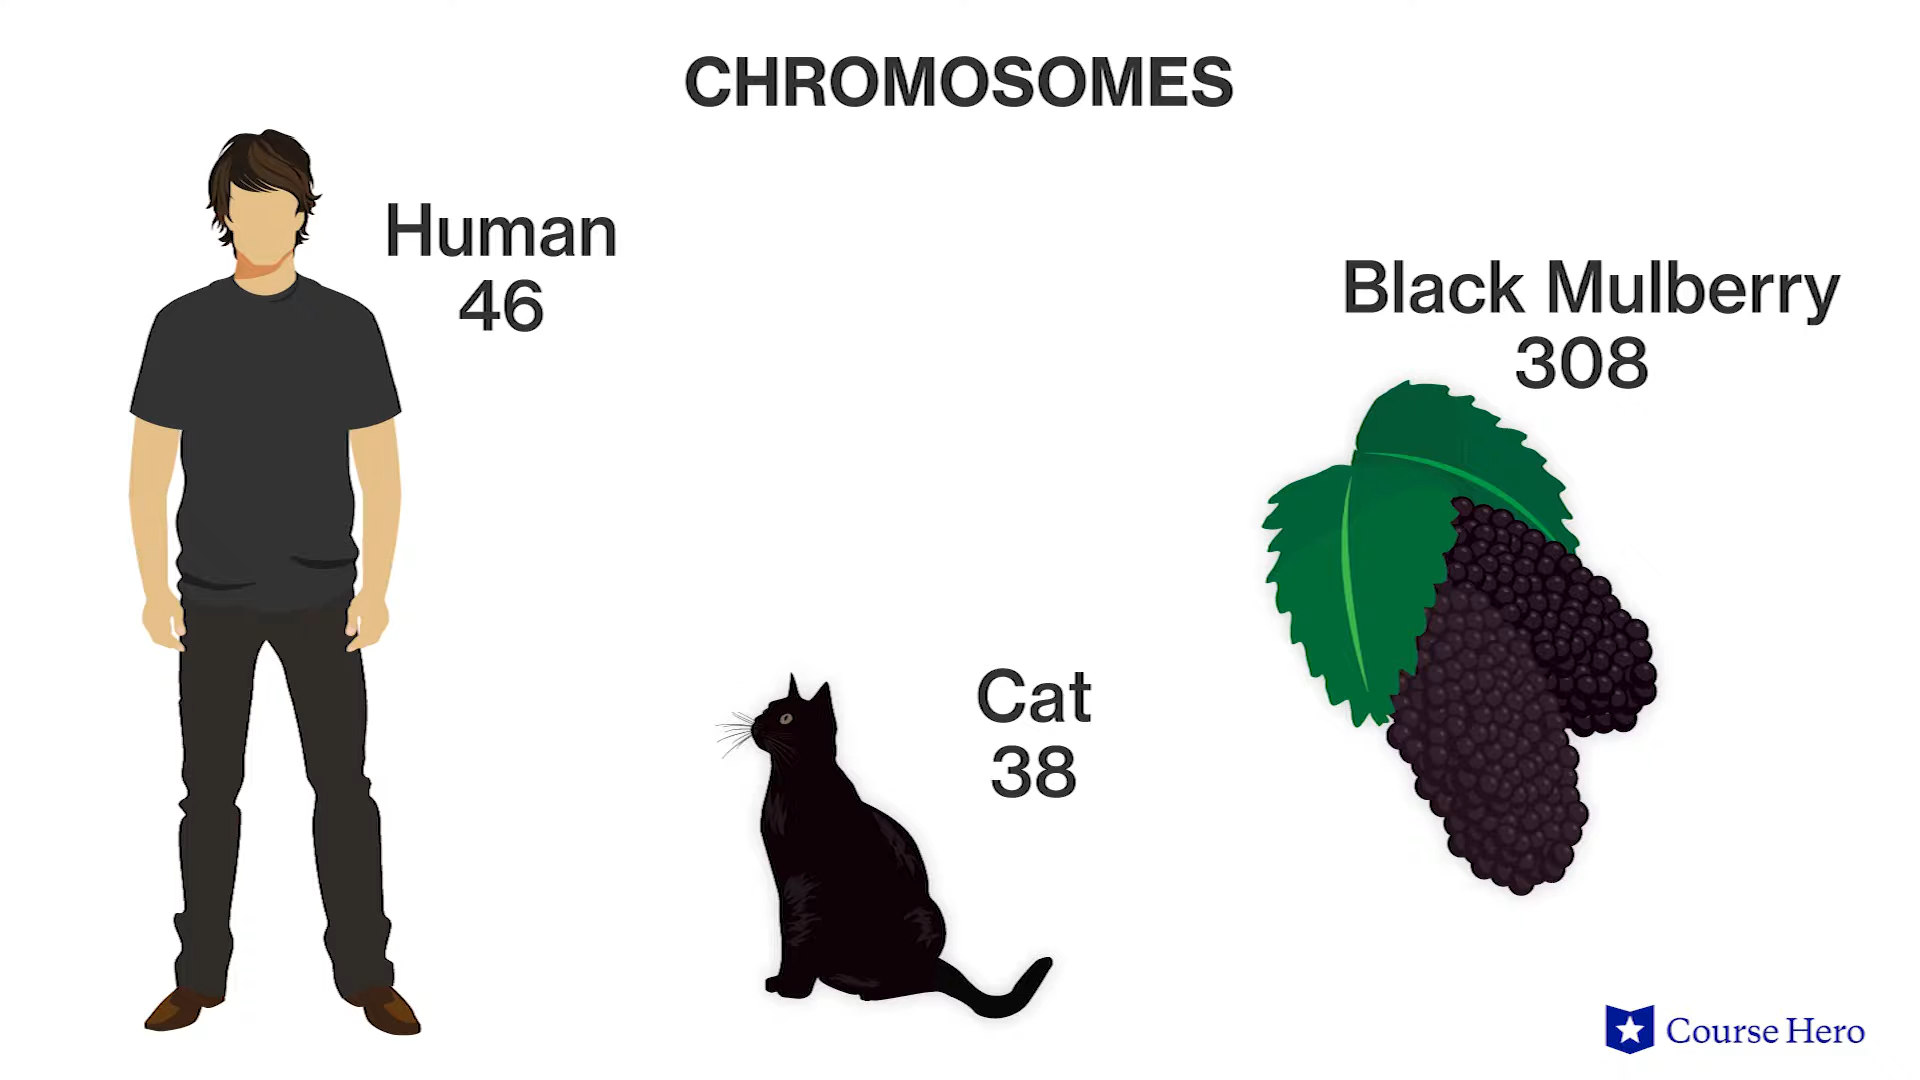 CHROMOSOMES
Human
46
Black Mulberry
308
Cat
38
Course Hero